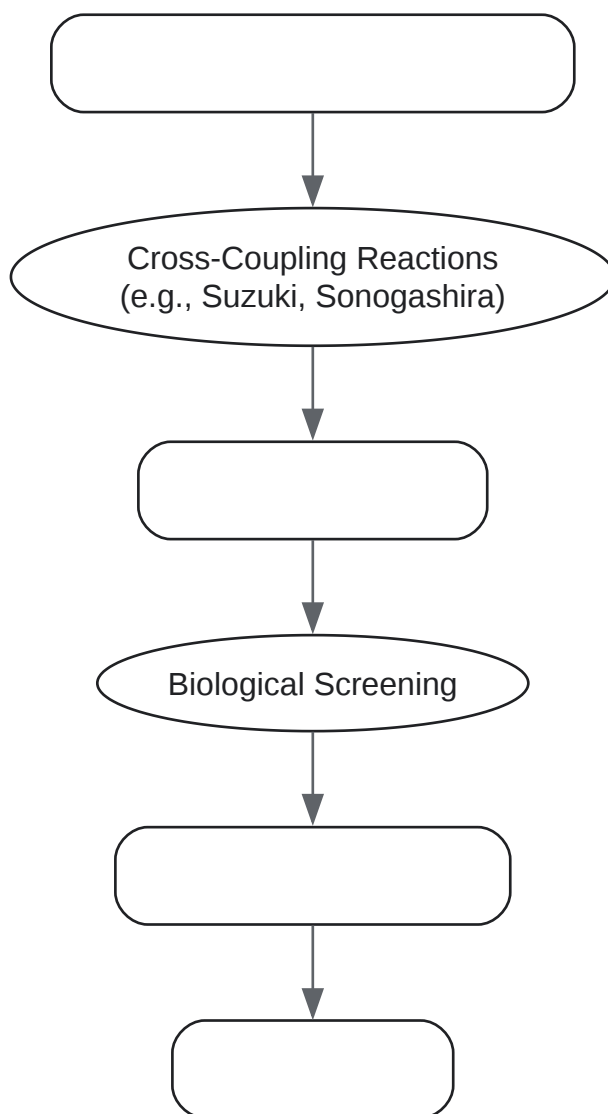 Cross-Coupling Reactions
(e.g., Suzuki, Sonogashira)
Biological Screening